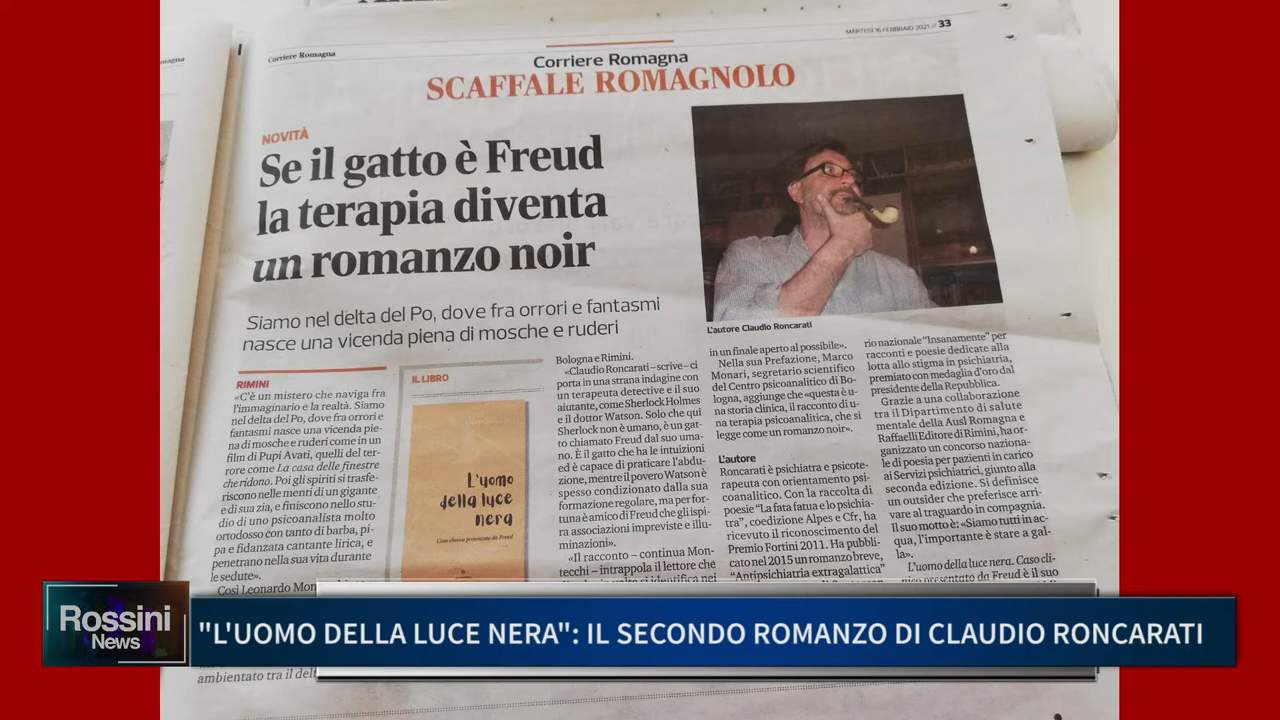 Corriere Romagna
MARTEDÌ 16 FEBBRAIO 2021 // 33
Corriere Romagna
SCAFFALE ROMAGNOLO
NOVITÀ
Se il gatto è Freud
la terapia diventa
un romanzo noir
Siamo nel delta del Po, dove fra orrori e fantasmi
nasce una vicenda piena di mosche e ruderi
L'autore Claudio Roncarati
RIMINI
«C'è un mistero che naviga fra
l'immaginario e la realtà. Siamo
nel delta del Po, dove fra orrori e
fantasmi nasce una vicenda pie-
na di mosche e ruderi come in un
film di Pupi Avati, quelli del ter-
rore come La casa delle finestre
che ridono. Poi gli spiriti si trasfe-
riscono nelle menti di un gigante
e di sua zia, e finiscono nello stu-
dio di uno psicoanalista molto
ortodosso con tanto di barba, pi-
pa e fidanzata cantante lirica, e
penetrano nella sua vita durante
le sedute».
Così Leonardo Mon
ambientato tra il del
IL LIBRO
L'uomo
della luce
nera
Caso clinico presentato da Freud
Bologna e Rimini.
«Claudio Roncarati – scrive – ci
porta in una strana indagine con
un terapeuta detective e il suo
aiutante, come Sherlock Holmes
e il dottor Watson. Solo che qui
Sherlock non è umano, è un gat-
to chiamato Freud dal suo uma-
no. È il gatto che ha le intuizioni
ed è capace di praticare l'abdu-
zione, mentre il povero Watson è
spesso condizionato dalla sua
formazione regolare, ma per for-
tuna è amico di Freud che gli ispi-
ra associazioni impreviste e illu-
minazioni».
«Il racconto – continua Mon-
tecchi – intrappola il lettore che
in un finale aperto al possibile».
Nella sua Prefazione, Marco
Monari, segretario scientifico
del Centro psicoanalitico di Bo-
logna, aggiunge che «questa è u-
na storia clinica, il racconto di u-
na terapia psicoanalitica, che si
legge come un romanzo noir».
L'autore
Roncarati è psichiatra e psicote-
rapeuta con orientamento psi-
coanalitico. Con la raccolta di
poesie "La fata fatua e lo psichia-
tra", coedizione Alpes e Cfr, ha
ricevuto il riconoscimento del
Premio Fortini 2011. Ha pubbli-
cato nel 2015 un romanzo breve,
"Antipsichiatria extragalattica"
rio nazionale "Insanamente" per
racconti e poesie dedicate alla
lotta allo stigma in psichiatria,
premiato con medaglia d'oro dal
presidente della Repubblica.
Grazie a una collaborazione
tra il Dipartimento di salute
mentale della Ausl Romagna e
Raffaelli Editore di Rimini, ha or-
ganizzato un concorso naziona-
le di poesia per pazienti in carico
ai Servizi psichiatrici, giunto alla
seconda edizione. Si definisce
un outsider che preferisce arri-
vare al traguardo in compagnia.
Il suo motto è: «Siamo tutti in ac-
qua, l'importante è stare a gal-
la».
L'uomo della luce nera. Caso cli-
nico presentato da Freud è il suo
Rossini
News
"L'UOMO DELLA LUCE NERA": IL SECONDO ROMANZO DI CLAUDIO RONCARATI